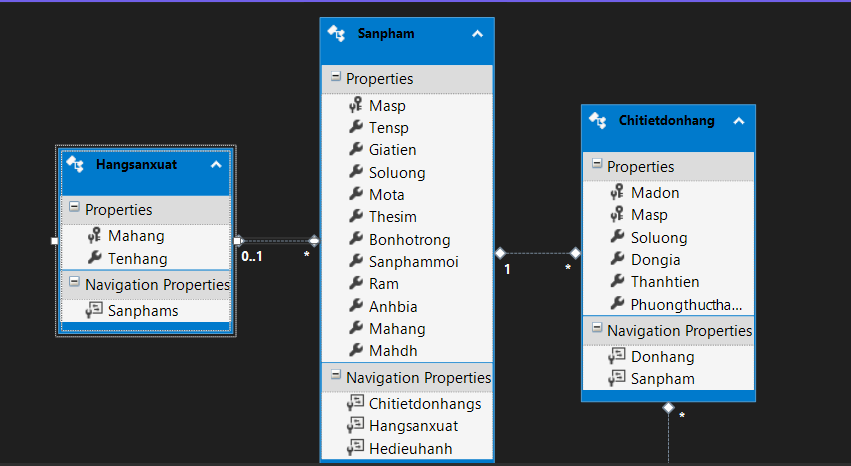 Hangsanxuat
Properties
Mahang
Tenhang
Navigation Properties
Sanphams
0..1
*
Sanpham
Properties
Masp
Tensp
Giatien
Soluong
Mota
Thesim
Bonhotrong
Sanphammoi
Ram
Anhbia
Mahang
Mahdh
Navigation Properties
Chitietdonhangs
Hangsanxuat
Hedieuhanh
1
*
Chitietdonhang
Properties
Madon
Masp
Soluong
Dongia
Thanhtien
Phuongthuctha...
Navigation Properties
Donhang
Sanpham
*